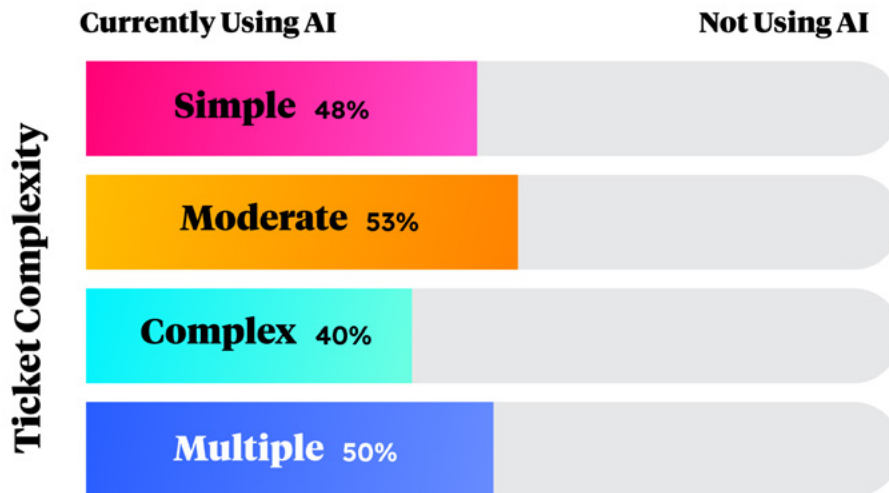 Currently Using AI Not Using AI
Ticket Complexity
Simple 48%
Moderate 53%
Complex 40%
Multiple 50%